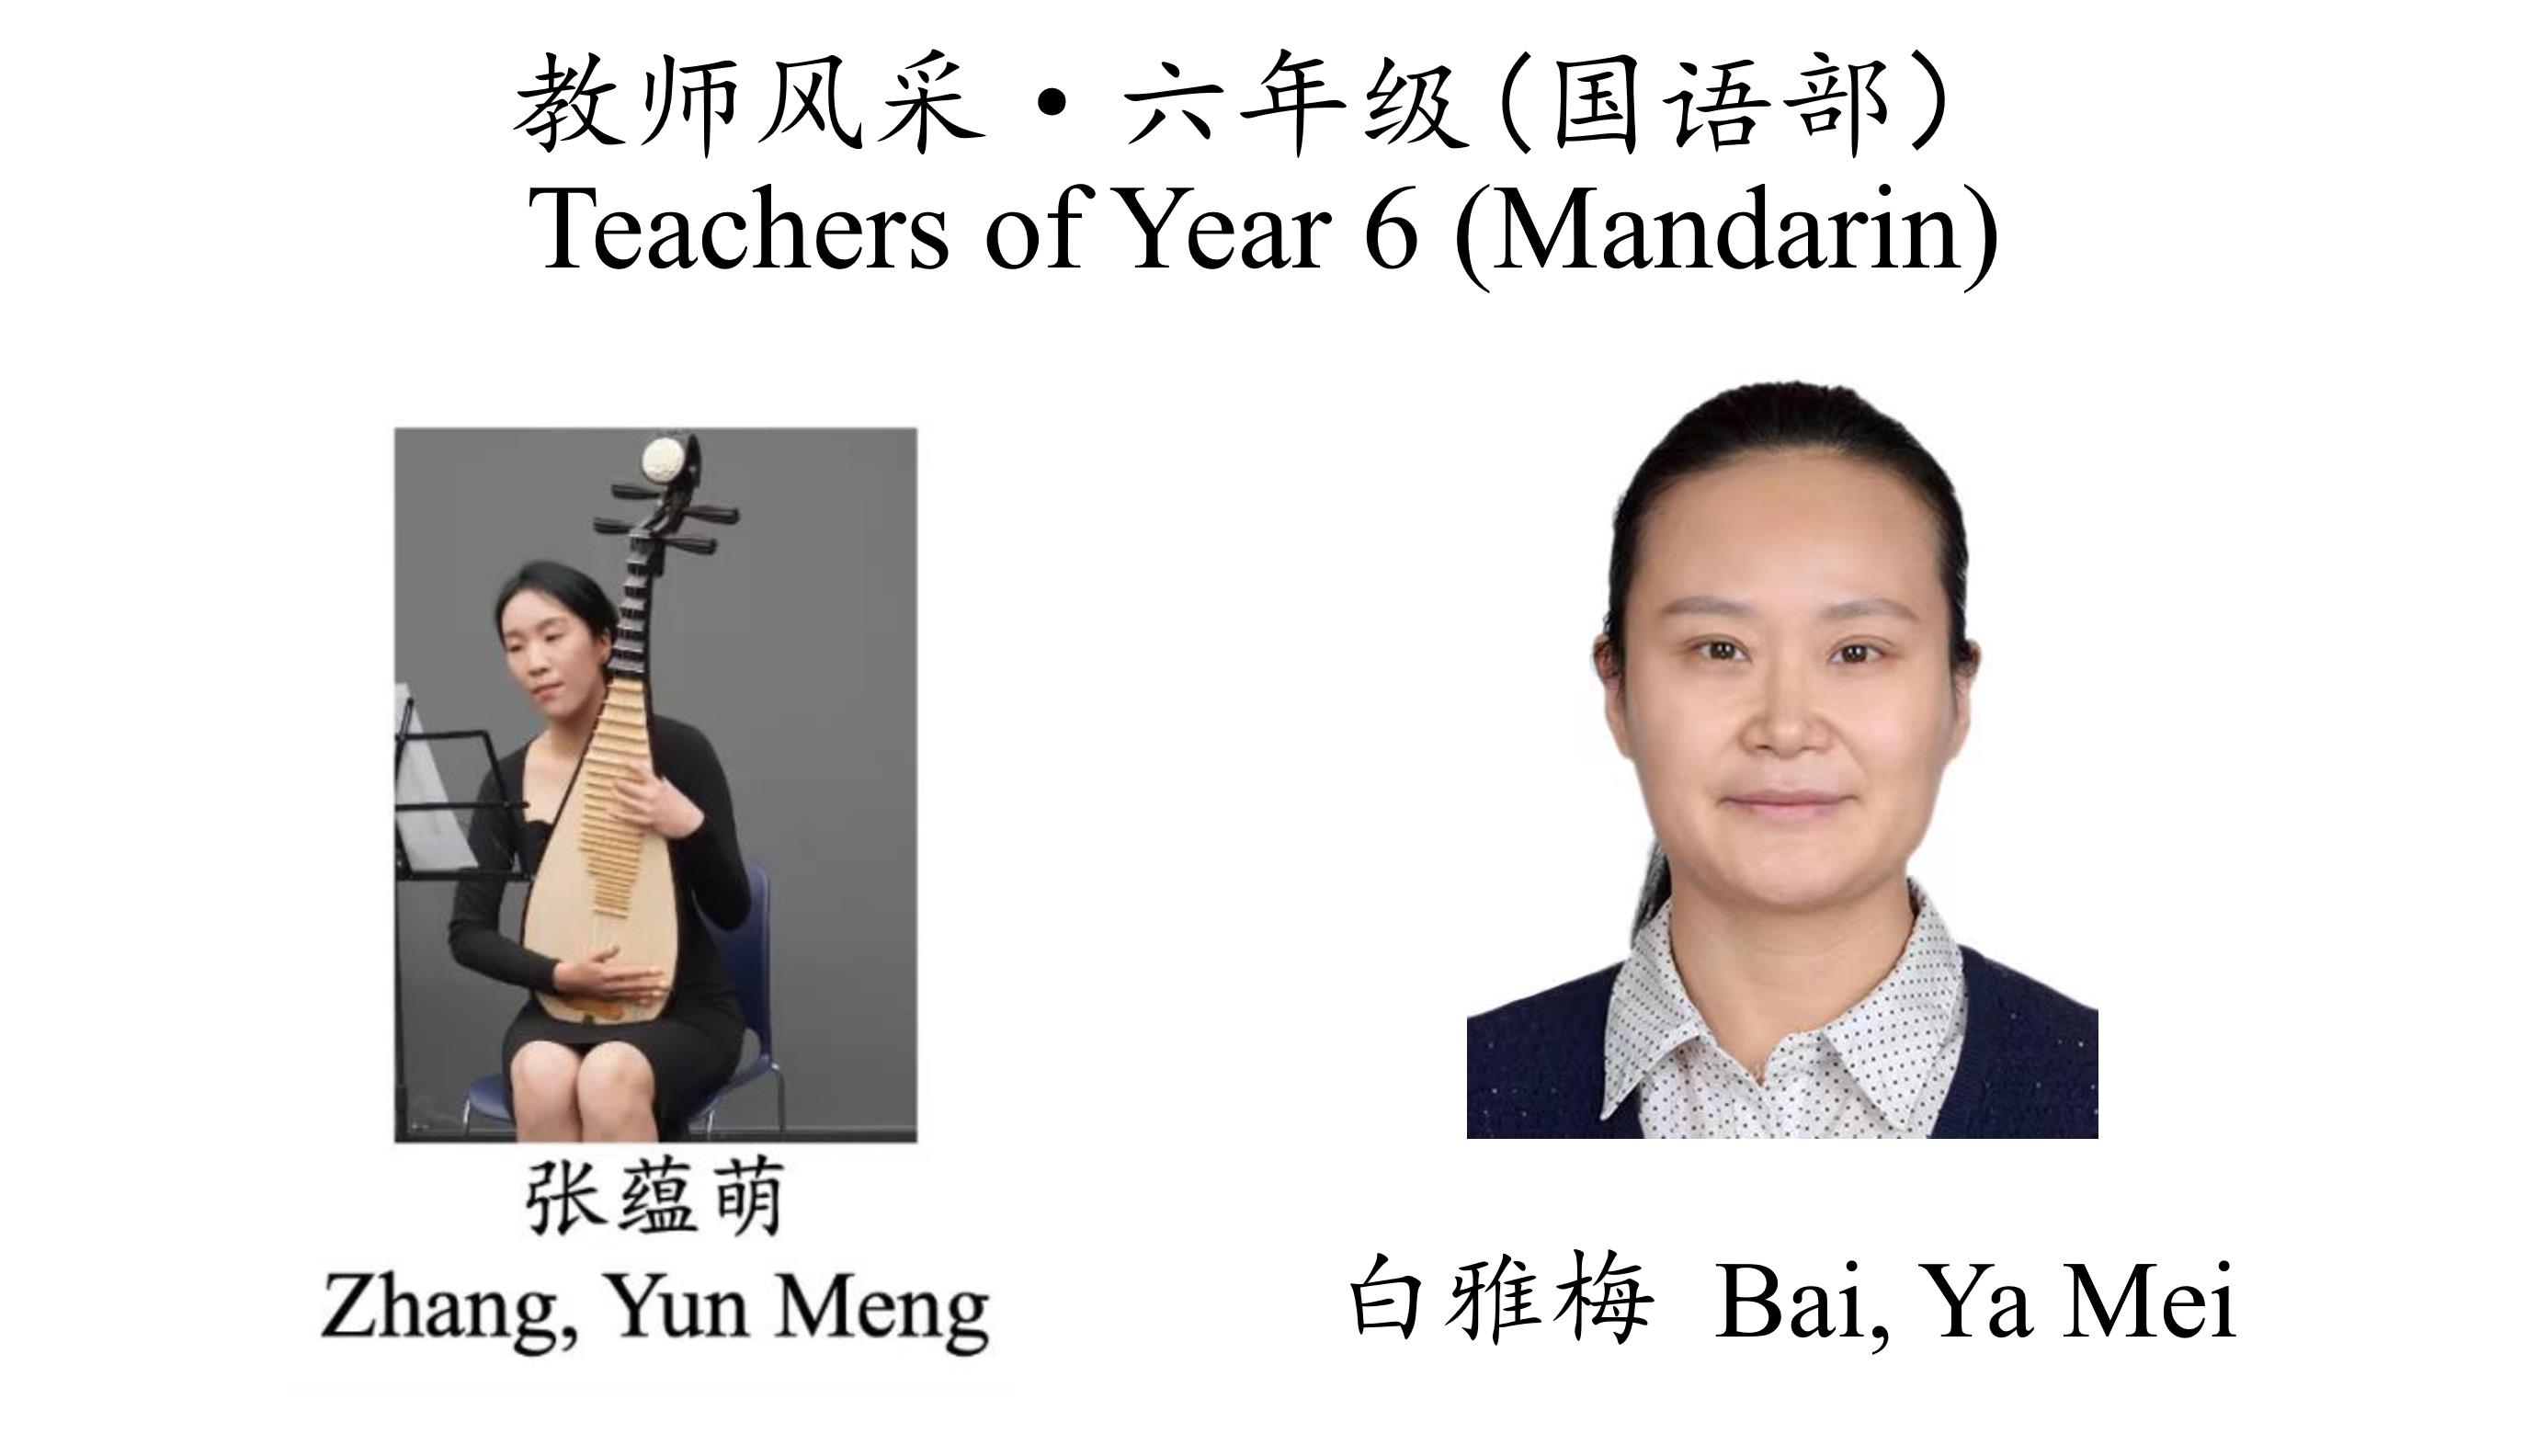 教师风采·六年级(国语部)
Teachers of Year 6 (Mandarin)
张蕴萌
Zhang, Yun Meng
白雅梅 Bai, Ya Mei